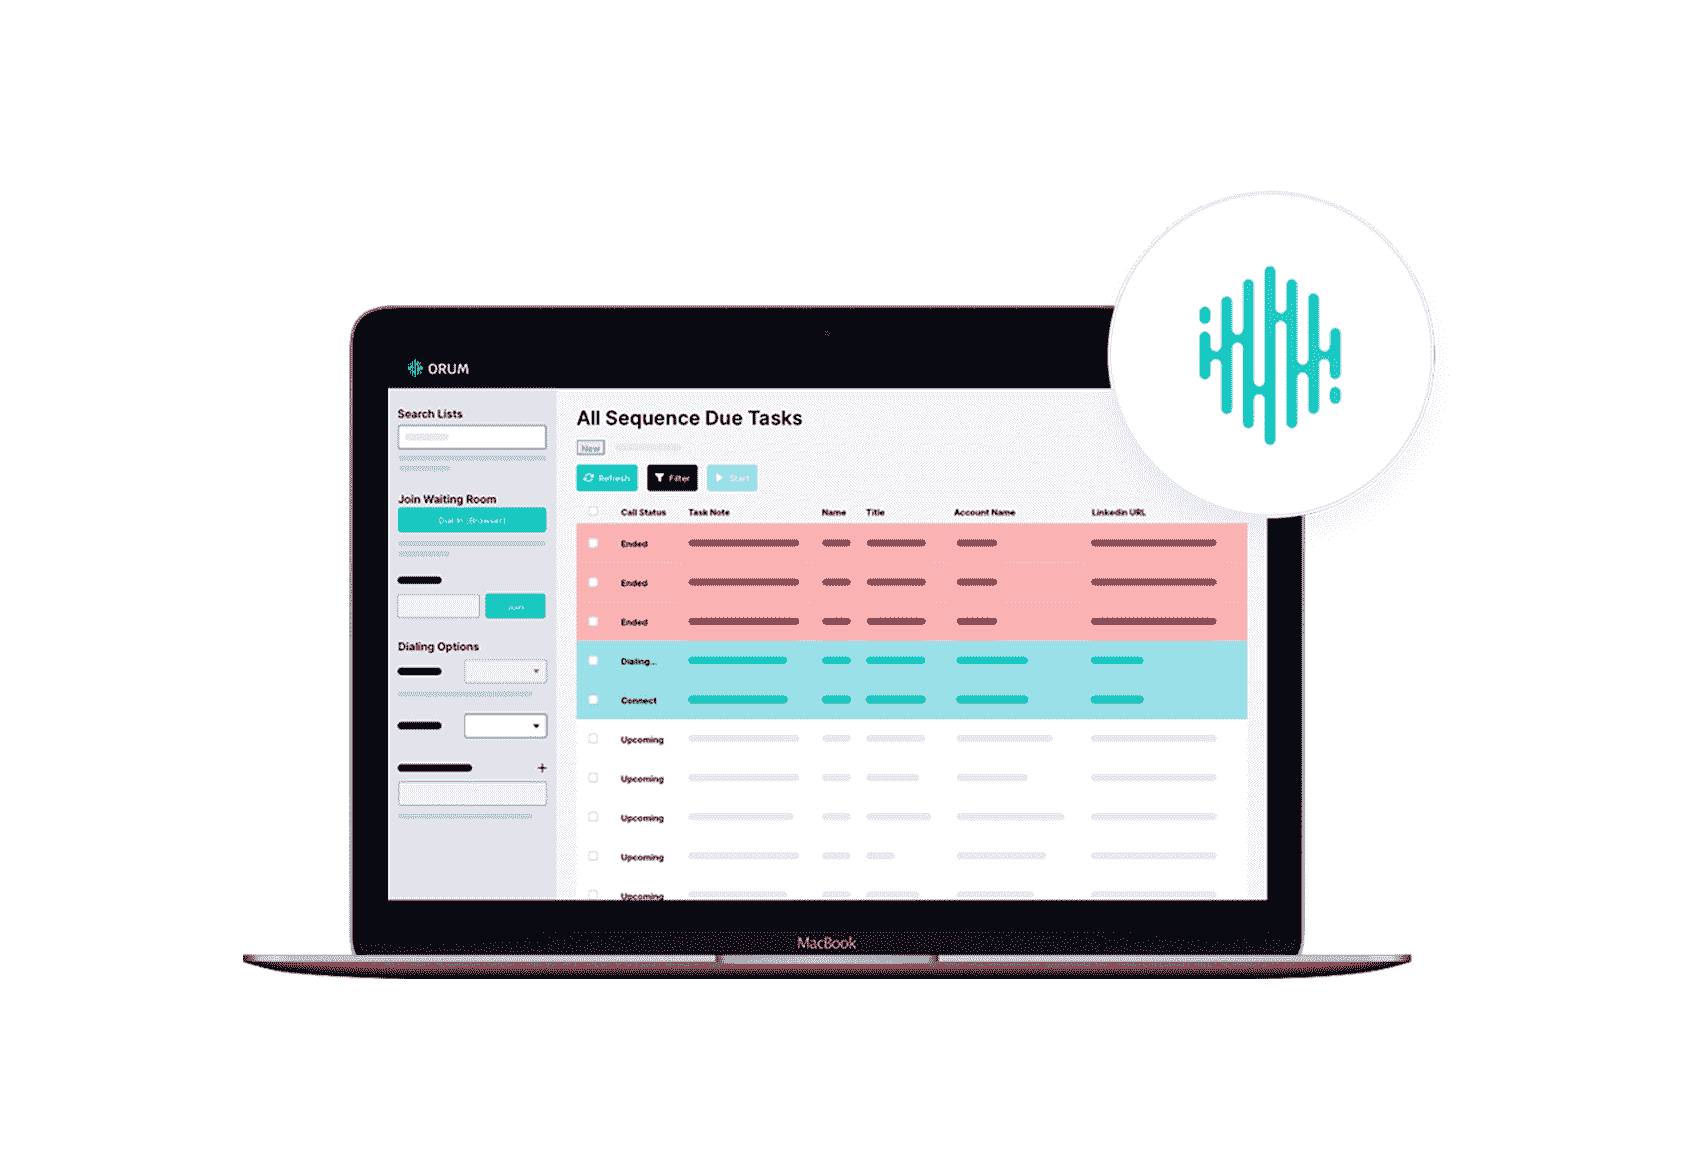 ORUM
Search Lists
Join Waiting Room
Dial In (Browser)
Join
Dialing Options
All Sequence Due Tasks
New
Refresh Filter Start
Call Status Task Note Name Title Account Name Linkedin URL
Ended
Ended
Ended
Dialing...
Connect
Upcoming
Upcoming
Upcoming
Upcoming
Upcoming
MacBook